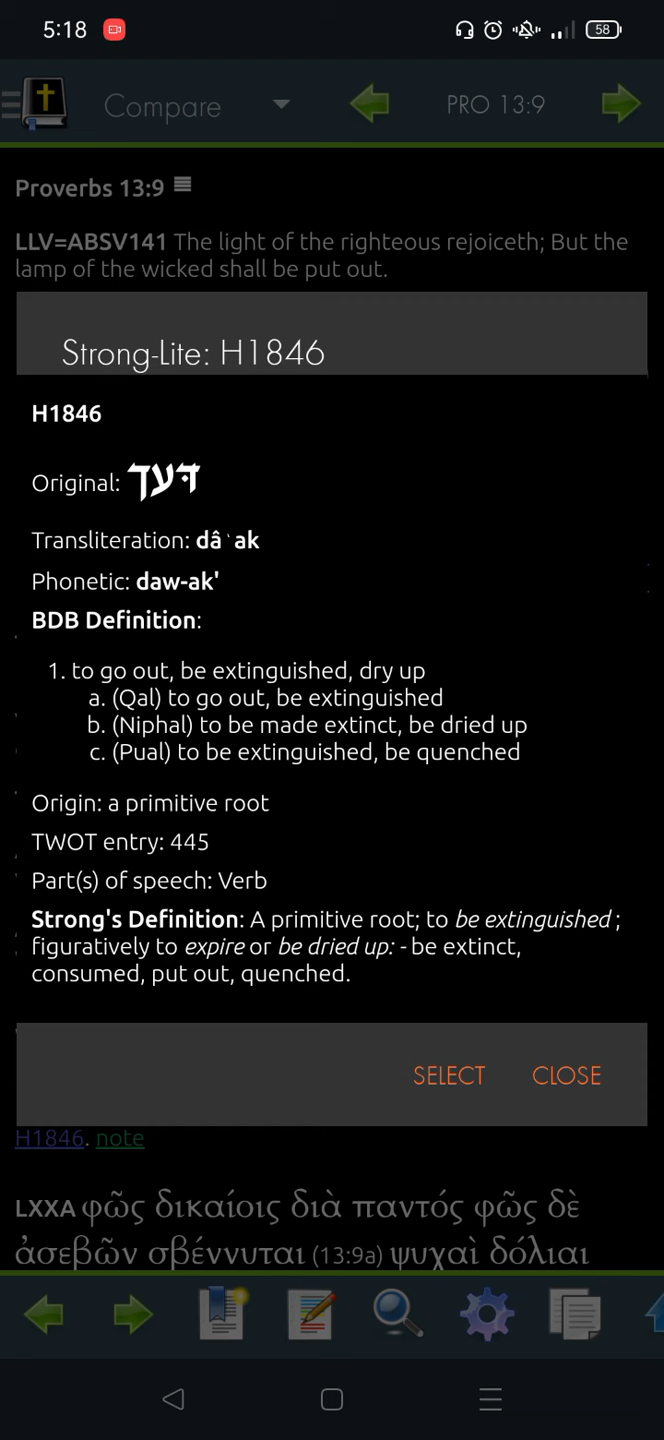 5:18
58
Compare
PRO 13:9
Proverbs 13:9
LLV=ABSV141 The light of the righteous rejoiceth; But the
lamp of the wicked shall be put out.
Strong-Lite: H1846
H1846
Original: דּעך
Transliteration: dâ‛ak
Phonetic: daw-ak'
BDB Definition:
1. to go out, be extinguished, dry up
a. (Qal) to go out, be extinguished
b. (Niphal) to be made extinct, be dried up
c. (Pual) to be extinguished, be quenched
Origin: a primitive root
TWOT entry: 445
Part(s) of speech: Verb
Strong's Definition: A primitive root; to be extinguished ;
figuratively to expire or be dried up: - be extinct,
consumed, put out, quenched.
SELECT CLOSE
H1846. note
LXXA φῶς δικαίοις διὰ παντός φῶς δὲ
ἀσεβῶν σβέννυται (13:9a) ψυχαὶ δόλιαι